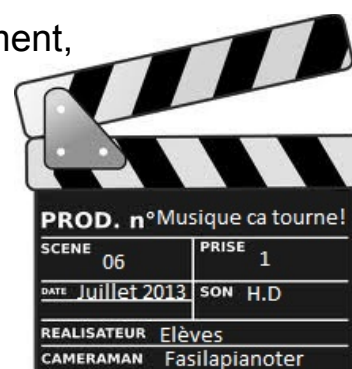 ment,
PROD. n°Musique ca tourne!
SCENE 06 PRISE 1
DATE Juillet 2013 SON H.D
REALISATEUR Elèves
CAMERAMAN Fasilapianoter